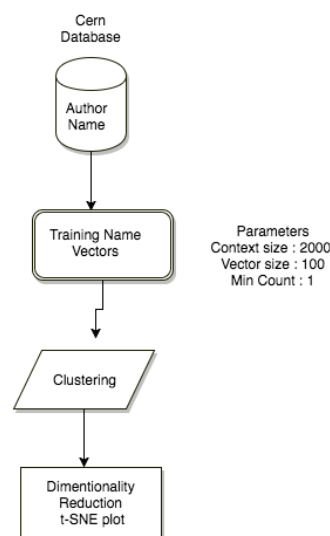 Cern
Database
Author
Name
Training Name
Vectors
Parameters
Context size : 2000
Vector size : 100
Min Count : 1
Clustering
Dimentionality
Reduction
t-SNE plot